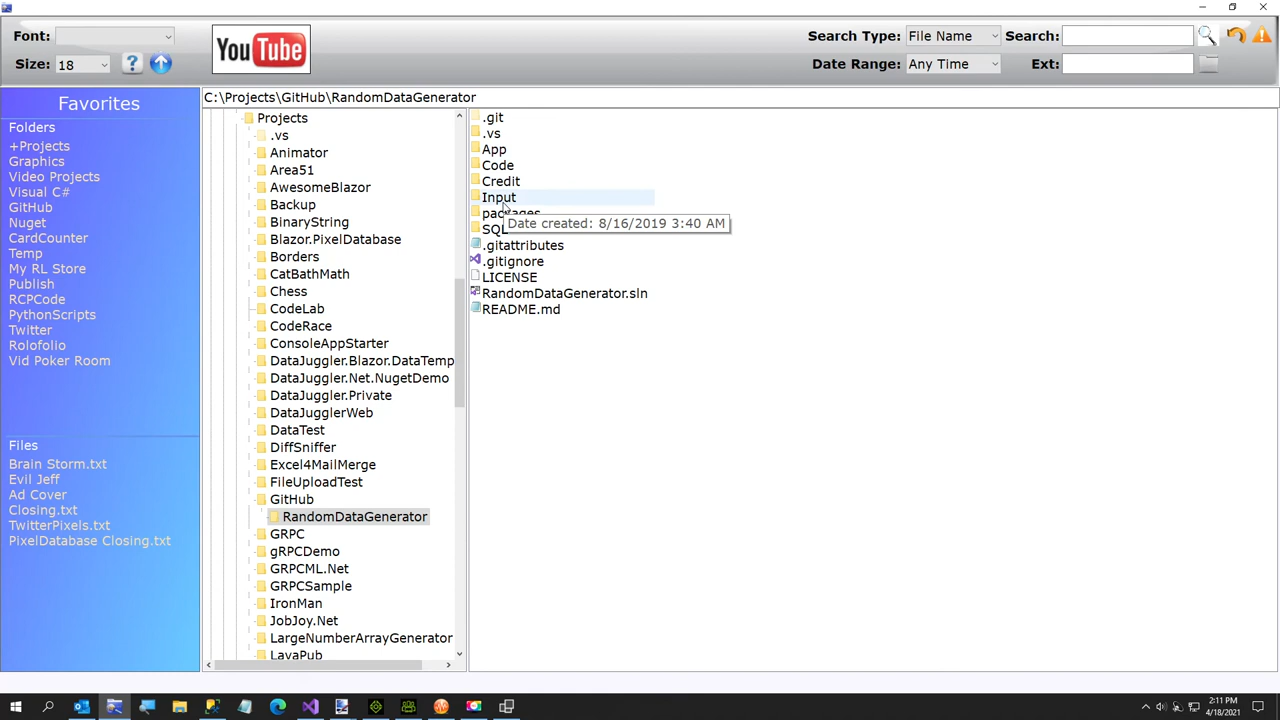 Font:
Size: 18
?
YouTube
Search Type: File Name
Search:
Date Range: Any Time
Ext:
Favorites
Folders
+Projects
Graphics
Video Projects
Visual C#
GitHub
Nuget
CardCounter
Temp
My RL Store
Publish
RCPCode
PythonScripts
Twitter
Rolofolio
Vid Poker Room
Files
Brain Storm.txt
Evil Jeff
Ad Cover
Closing.txt
TwitterPixels.txt
PixelDatabase Closing.txt
C:\Projects\GitHub\RandomDataGenerator
Projects
.vs
Animator
Area51
AwesomeBlazor
Backup
BinaryString
Blazor.PixelDatabase
Borders
CatBathMath
Chess
CodeLab
CodeRace
ConsoleAppStarter
DataJuggler.Blazor.DataTemp
DataJuggler.Net.NugetDemo
DataJuggler.Private
DataJugglerWeb
DataTest
DiffSniffer
Excel4MailMerge
FileUploadTest
GitHub
RandomDataGenerator
GRPC
gRPCDemo
GRPCML.Net
GRPCSample
IronMan
JobJoy.Net
LargeNumberArrayGenerator
LavaPub
.git
.vs
App
Code
Credit
Input
packages
Date created: 8/16/2019 3:40 AM
SQL
.gitattributes
.gitignore
LICENSE
RandomDataGenerator.sln
README.md
2:11 PM
4/18/2021